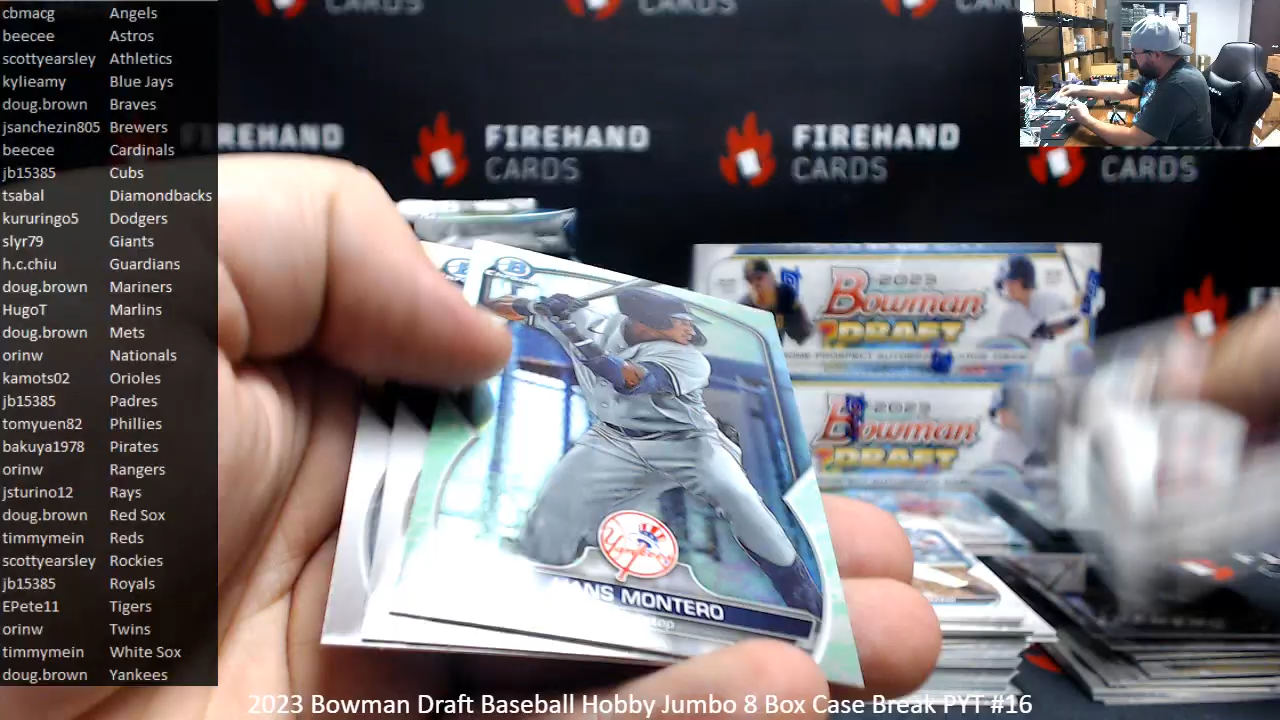 cbmacg Angels
beecee Astros
scottyearsley Athletics
kylieamy Blue Jays
doug.brown Braves
jsanchezin805 Brewers
beecee Cardinals
jb15385 Cubs
tsabal Diamondbacks
kururingo5 Dodgers
slyr79 Giants
h.c.chiu Guardians
doug.brown Mariners
HugoT Marlins
doug.brown Mets
orinw Nationals
kamots02 Orioles
jb15385 Padres
tomyuen82 Phillies
bakuya1978 Pirates
orinw Rangers
jsturino12 Rays
doug.brown Red Sox
timmymein Reds
scottyearsley Rockies
jb15385 Royals
EPete11 Tigers
orinw Twins
timmymein White Sox
doug.brown Yankees
CARDS
CARDS
FIREHAND
FIREHAND
CARDS
FIREHAND
CARDS
CARDS
2023
Bowman
DRAFT
2023
Bowman
DRAFT
B
B
Yankees
MONTERO
2023 Bowman Draft Baseball Hobby Jumbo 8 Box Case Break PYT #16